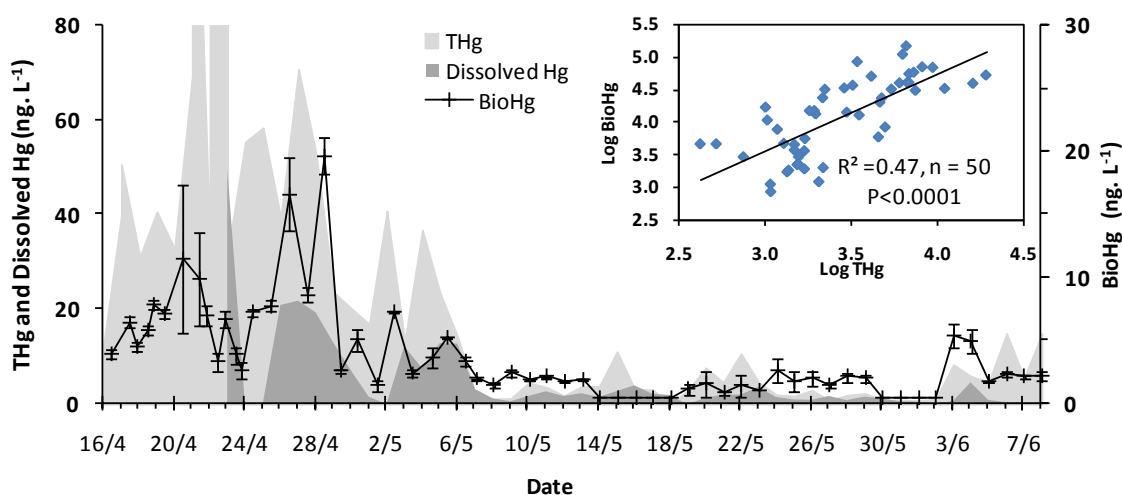 THg and Dissolved Hg (ng. L-1)
80
60
40
20
0
THg
Dissolved Hg
BioHg
Log BioHg
5.5
5.0
4.5
4.0
3.5
3.0
2.5
R² =0.47, n = 50
P<0.0001
2.5 3.0 3.5 4.0 4.5
Log THg
30
20
10
0
BioHg (ng. L-1)
16/4 20/4 24/4 28/4 2/5 6/5 10/5 14/5 18/5 22/5 26/5 30/5 3/6 7/6
Date